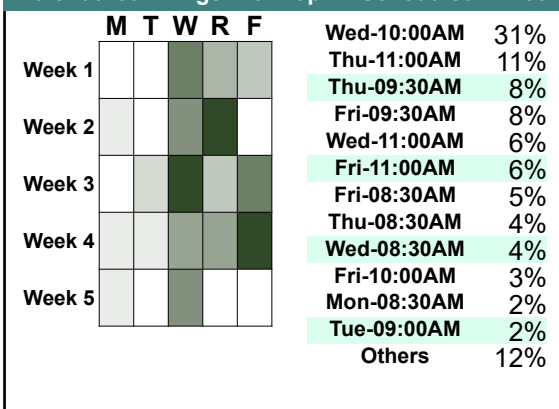 M T W R F
Week 1
Week 2
Week 3
Week 4
Week 5
Wed-10:00AM 31%
Thu-11:00AM 11%
Thu-09:30AM 8%
Fri-09:30AM 8%
Wed-11:00AM 6%
Fri-11:00AM 6%
Fri-08:30AM 5%
Thu-08:30AM 4%
Wed-08:30AM 4%
Fri-10:00AM 3%
Mon-08:30AM 2%
Tue-09:00AM 2%
Others 12%